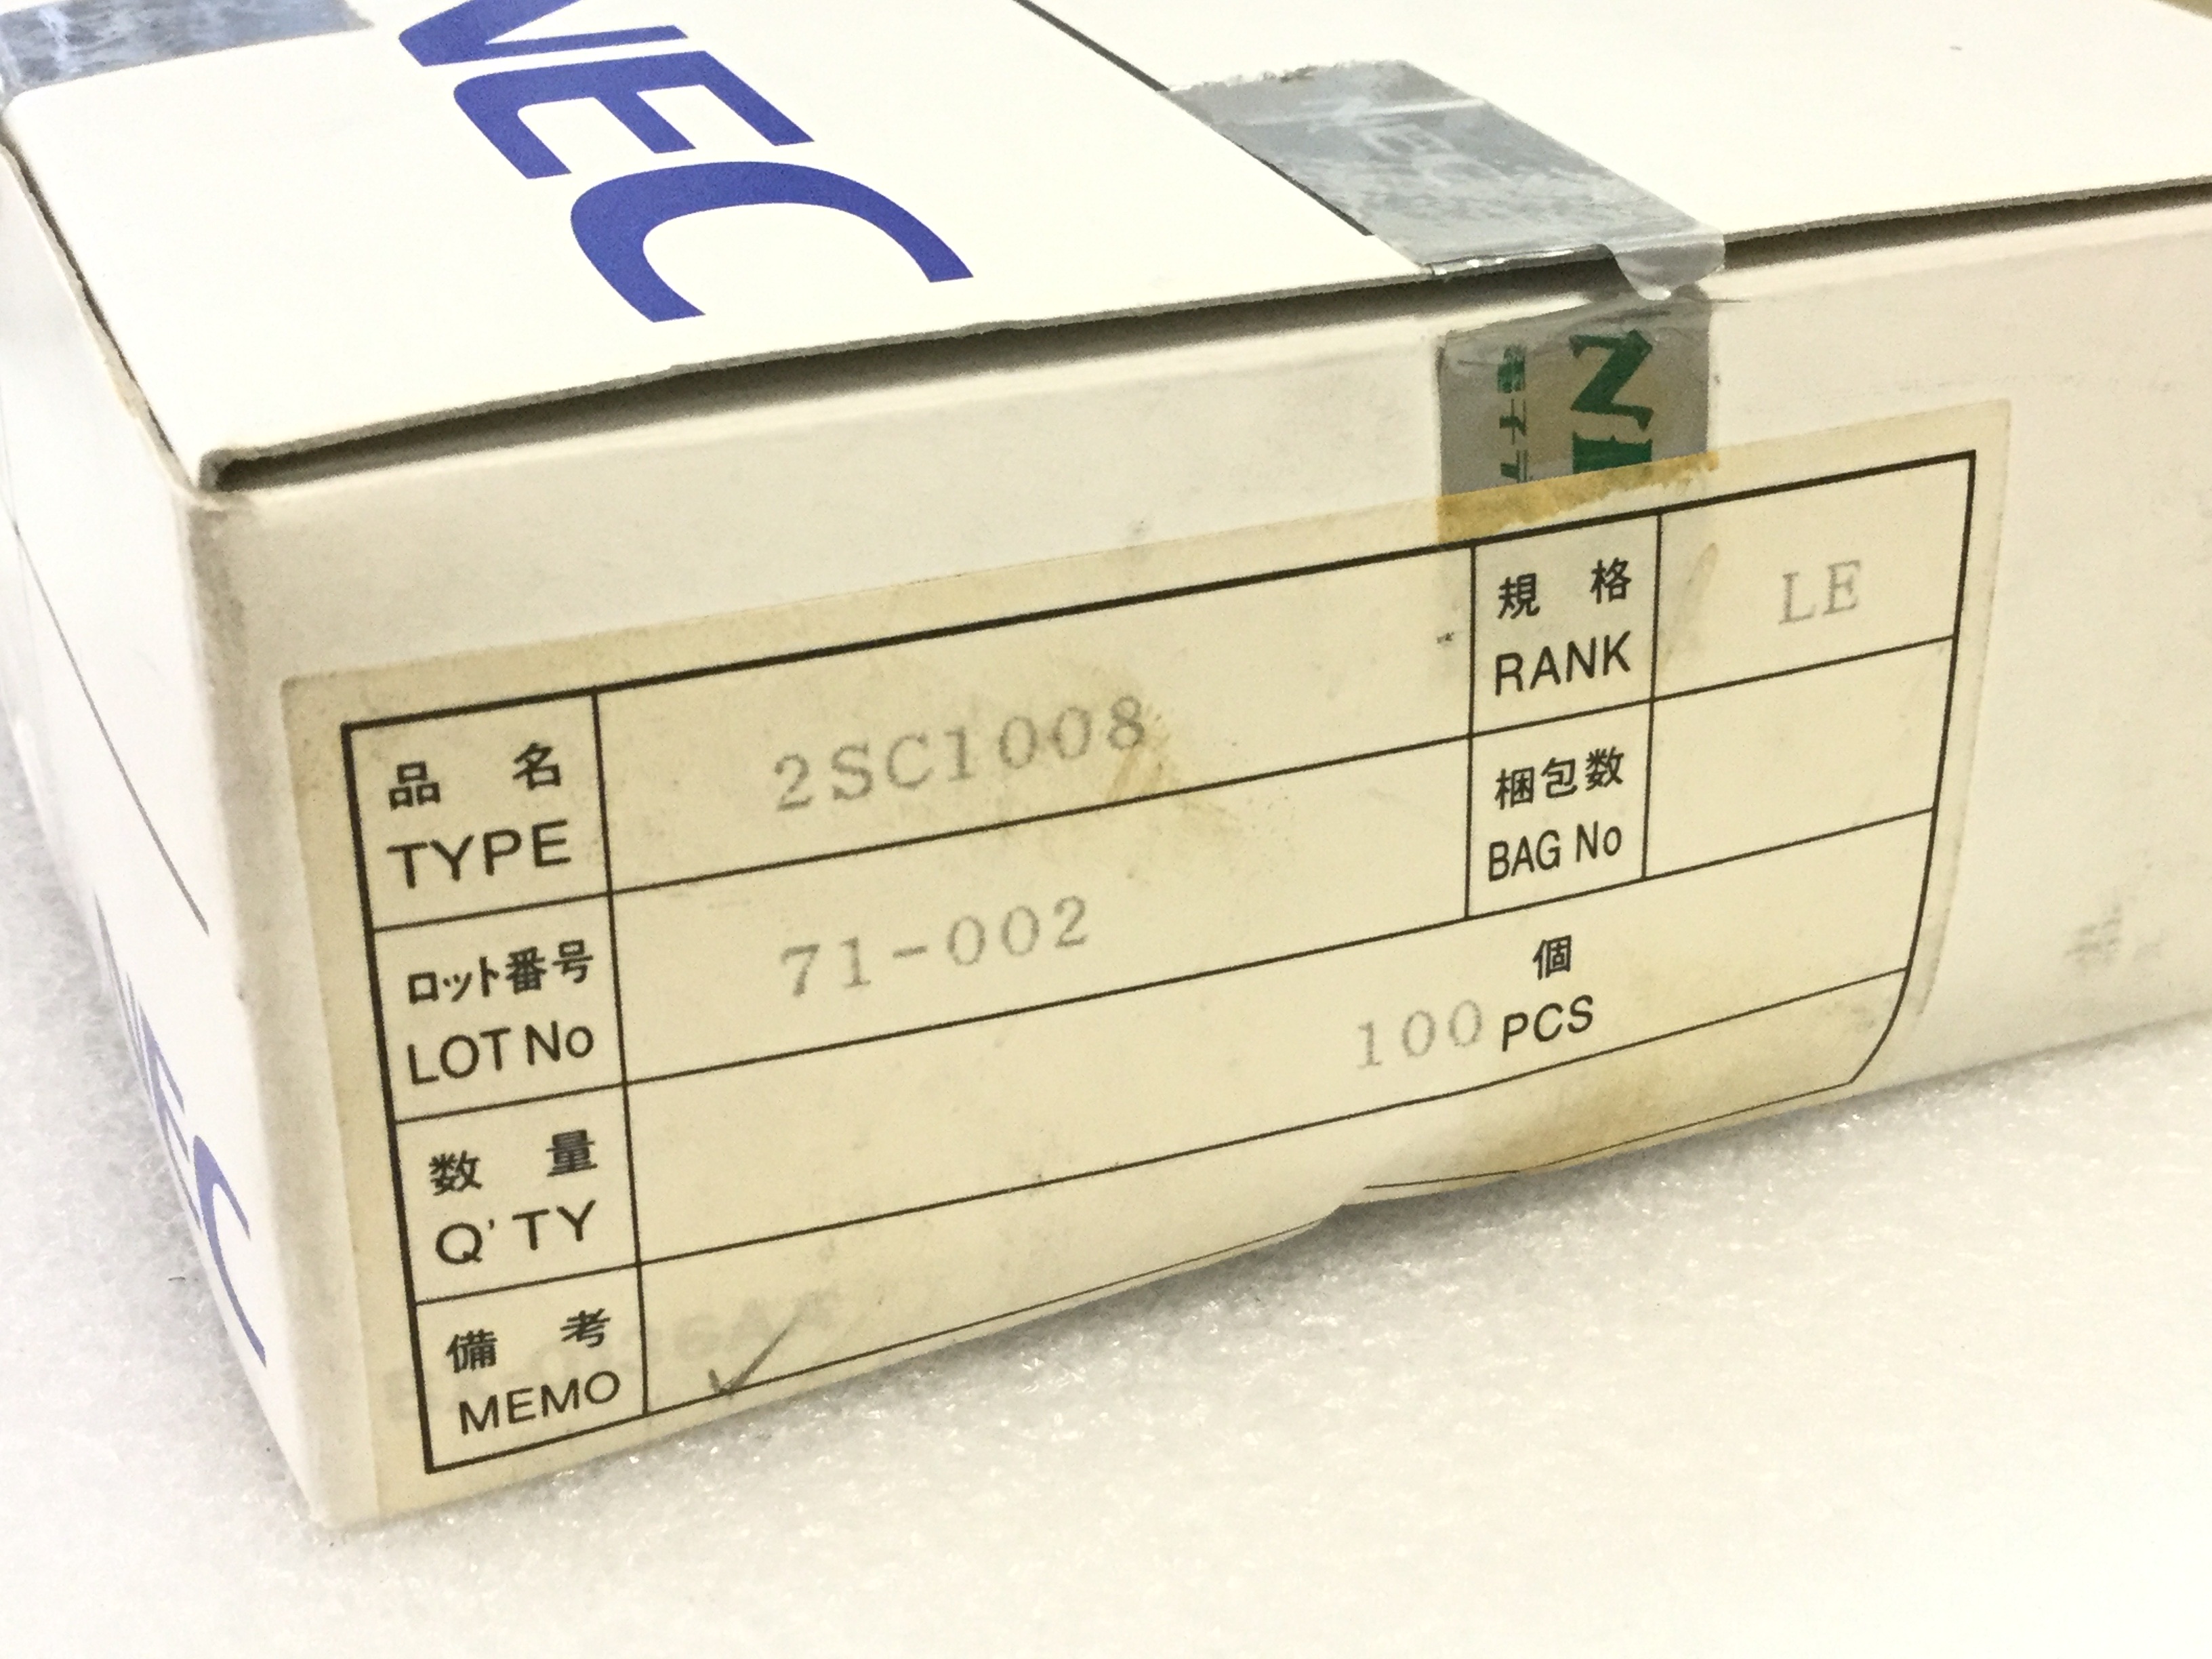 NEC
品 名
TYPE
2SC1008
規 格
RANK
LE
ロット番号
LOT No
71-002
梱包数
BAG No
数 量
Q'TY
100
個
PCS
備 考
MEMO
NEC